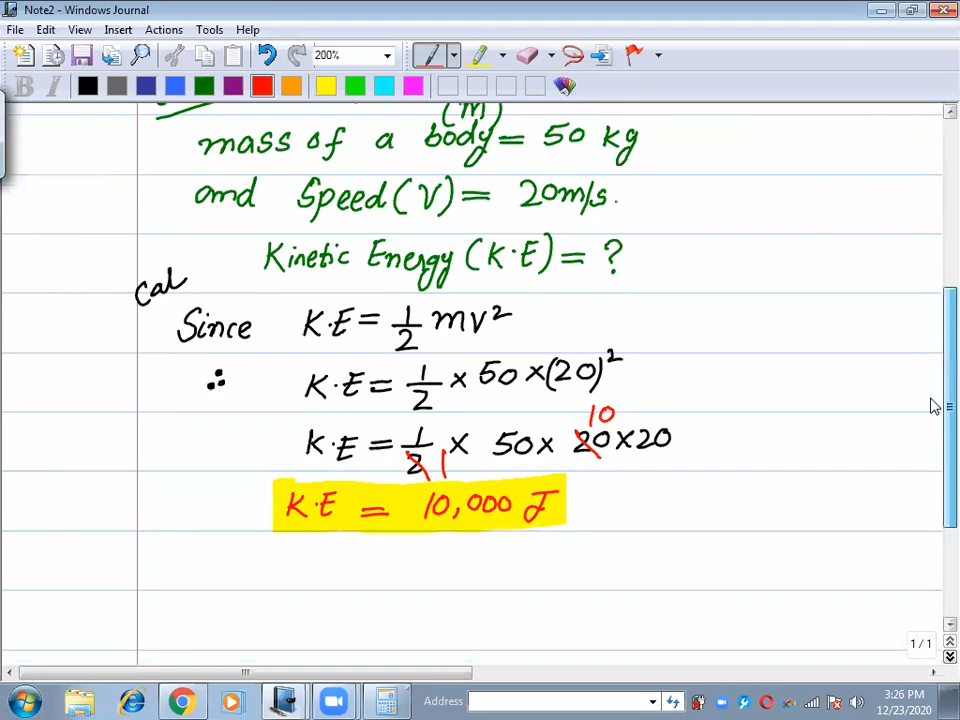 Note2 - Windows Journal
File Edit View Insert Actions Tools Help
200%
B I
(m)
mass of a body = 50 kg
and Speed (V) = 20m/s.
Kinetic Energy (K.E) = ?
Cal
Since K.E = 1/2 mv²
∴ K.E = 1/2 × 50 × (20)²
10
K.E = 1/2 × 50 × 20 × 20
1
K.E = 10,000 J
1 / 1
Address
3:26 PM
12/23/2020